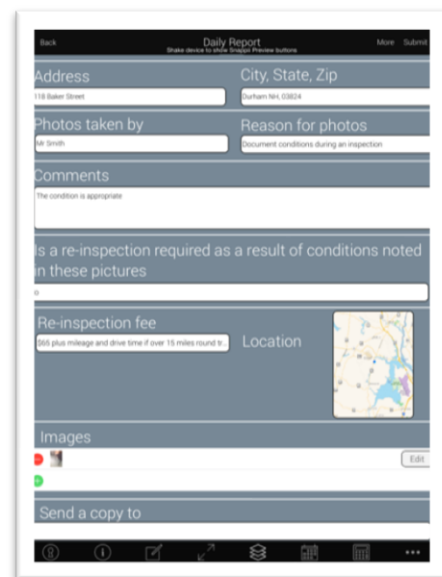 Back Daily Report More Submit
Shake device to show Snappii Preview buttons
Address City, State, Zip
118 Baker Street Durham NH, 03824
Photos taken by Reason for photos
Mr Smith Document conditions during an inspection
Comments
The condition is appropriate
Is a re-inspection required as a result of conditions noted
in these pictures
o
Re-inspection fee
$65 plus mileage and drive time if over 15 miles round tr...
Location
Images
Edit
Send a copy to